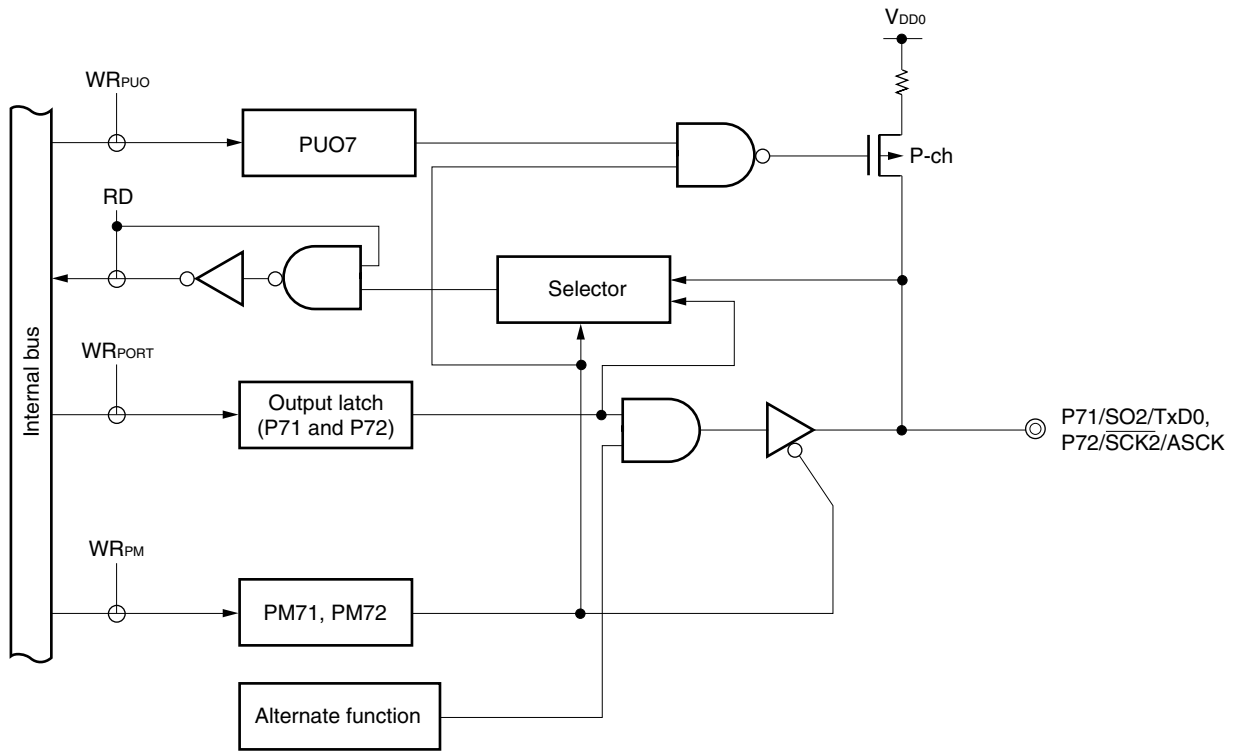 VDD0
WRPUO
PUO7
P-ch
RD
Selector
Internal bus
WRPORT
Output latch
(P71 and P72)
P71/SO2/TxD0,
P72/SCK2/ASCK
WRPM
PM71, PM72
Alternate function